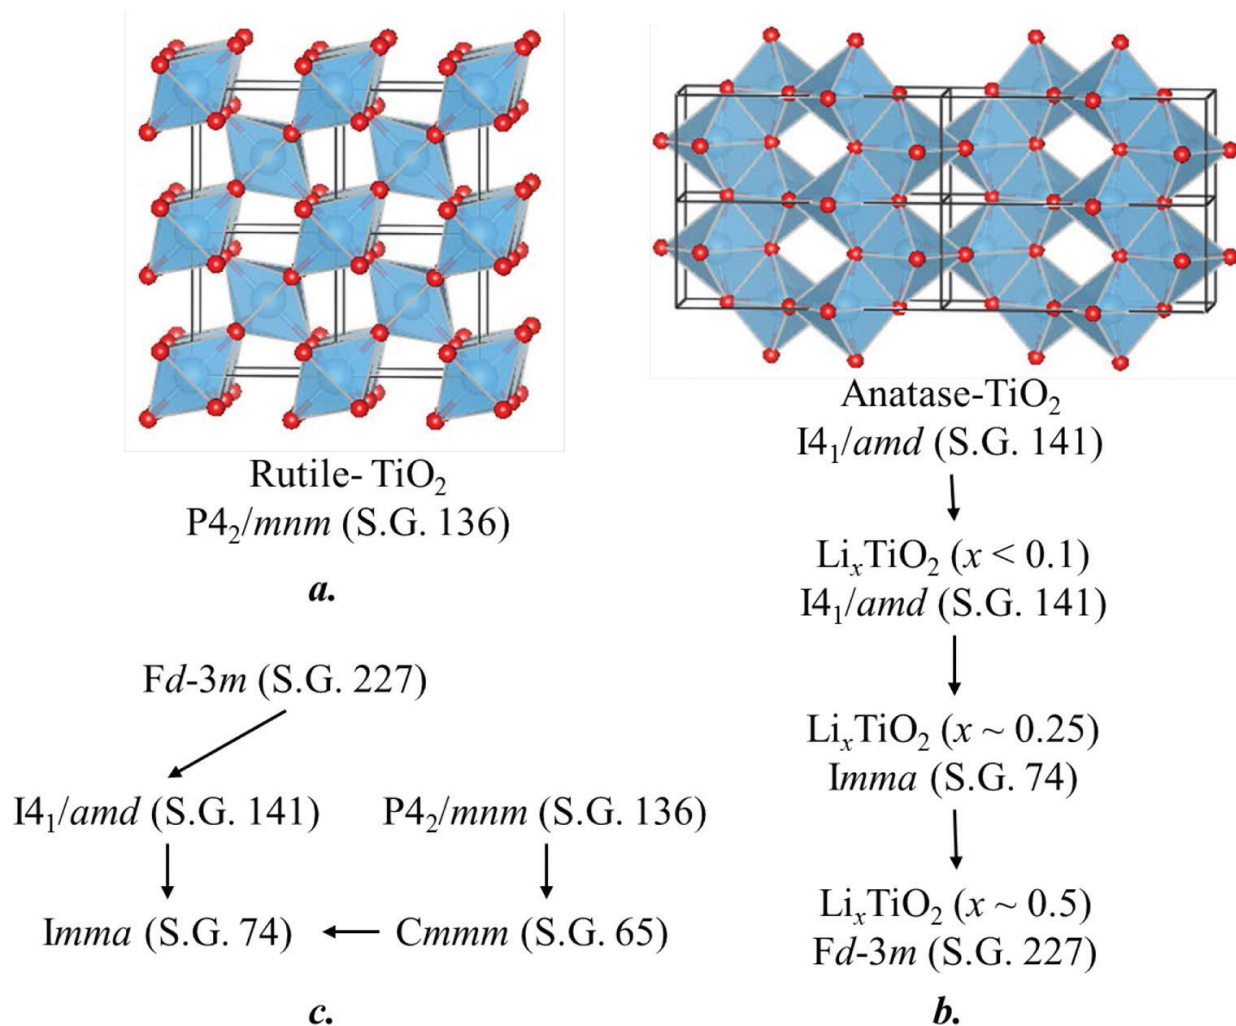 Rutile- TiO₂
P4₂/mnm (S.G. 136)
a.
Anatase-TiO₂
I4₁/amd (S.G. 141)
LiₓTiO₂ (x < 0.1)
I4₁/amd (S.G. 141)
LiₓTiO₂ (x ~ 0.25)
Imma (S.G. 74)
LiₓTiO₂ (x ~ 0.5)
Fd-3m (S.G. 227)
b.
Fd-3m (S.G. 227)
I4₁/amd (S.G. 141) P4₂/mnm (S.G. 136)
Imma (S.G. 74) Cmmm (S.G. 65)
c.